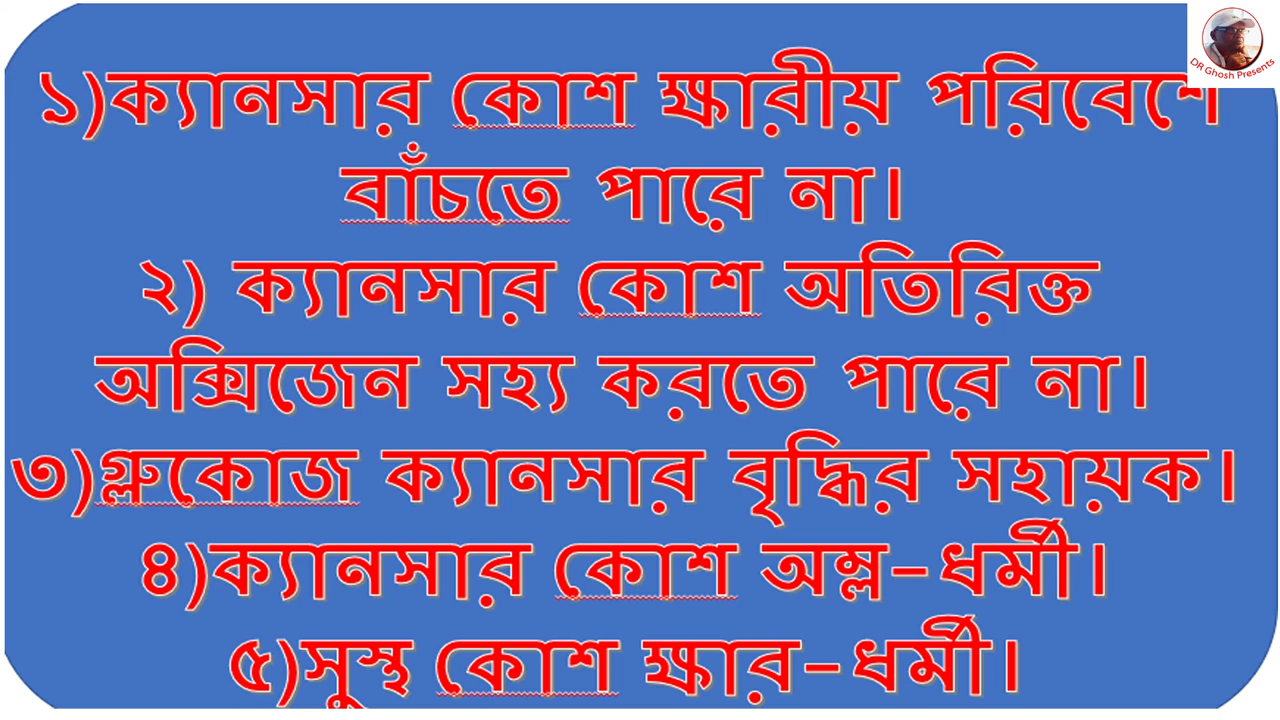 DR Ghosh Presents
১)ক্যানসার কোশ ক্ষারীয় পরিবেশে
বাঁচতে পারে না।
২) ক্যানসার কোশ অতিরিক্ত
অক্সিজেন সহ্য করতে পারে না।
৩)গ্লুকোজ ক্যানসার বৃদ্ধির সহায়ক।
৪)ক্যানসার কোশ অম্ল-ধর্মী।
৫)সুস্থ কোশ ক্ষার-ধর্মী।